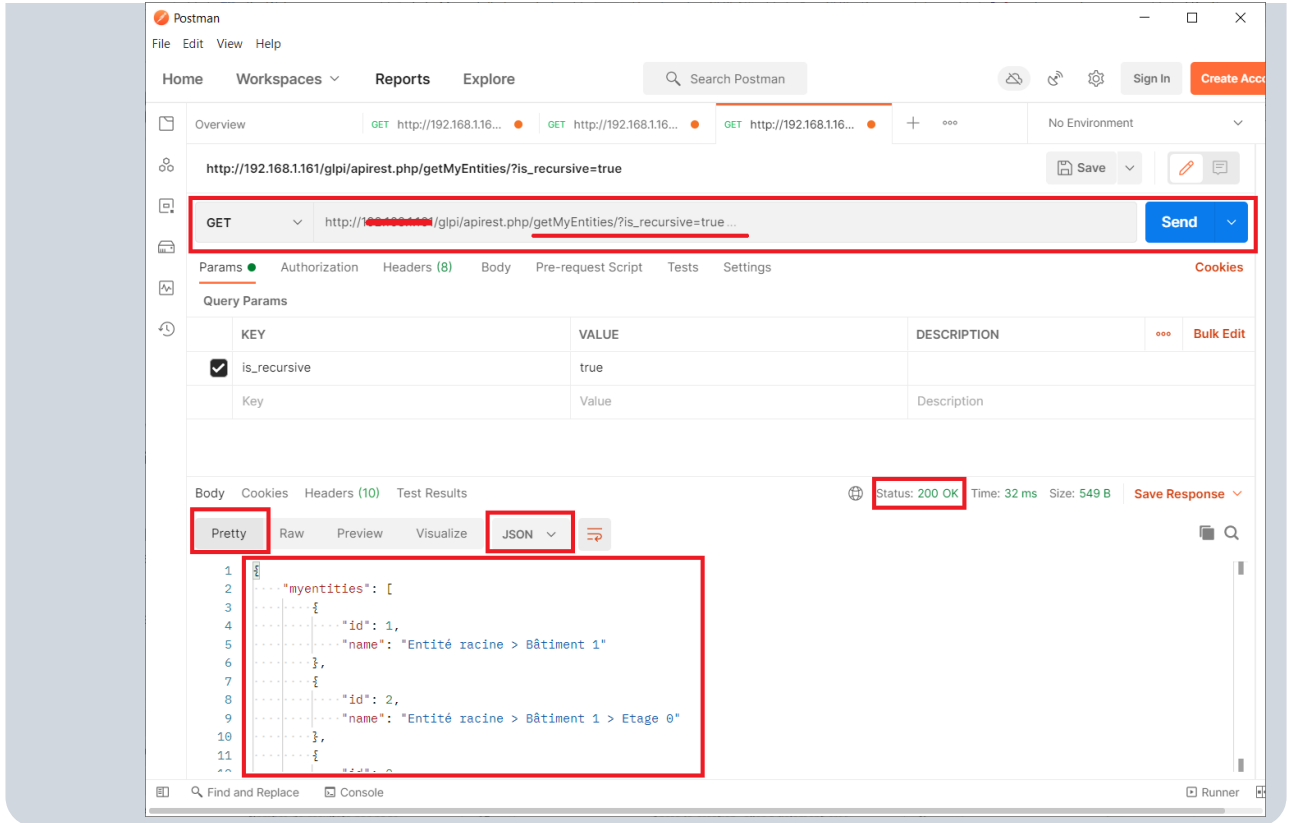 Postman
File Edit View Help
Home Workspaces Reports Explore Search Postman Sign In Create Acco
Overview GET http://192.168.1.16... GET http://192.168.1.16... GET http://192.168.1.16... No Environment
http://192.168.1.161/glpi/apirest.php/getMyEntities/?is_recursive=true Save
GET http://1 /glpi/apirest.php/getMyEntities/?is_recursive=true ... Send
Params Authorization Headers (8) Body Pre-request Script Tests Settings Cookies
Query Params
KEY VALUE DESCRIPTION Bulk Edit
is_recursive true
Key Value Description
Body Cookies Headers (10) Test Results Status: 200 OK Time: 32 ms Size: 549 B Save Response
Pretty Raw Preview Visualize JSON
1 {
2 "myentities": [
3 {
4 "id": 1,
5 "name": "Entité racine > Bâtiment 1"
6 },
7 {
8 "id": 2,
9 "name": "Entité racine > Bâtiment 1 > Etage 0"
10 },
11 {
Find and Replace Console Runner